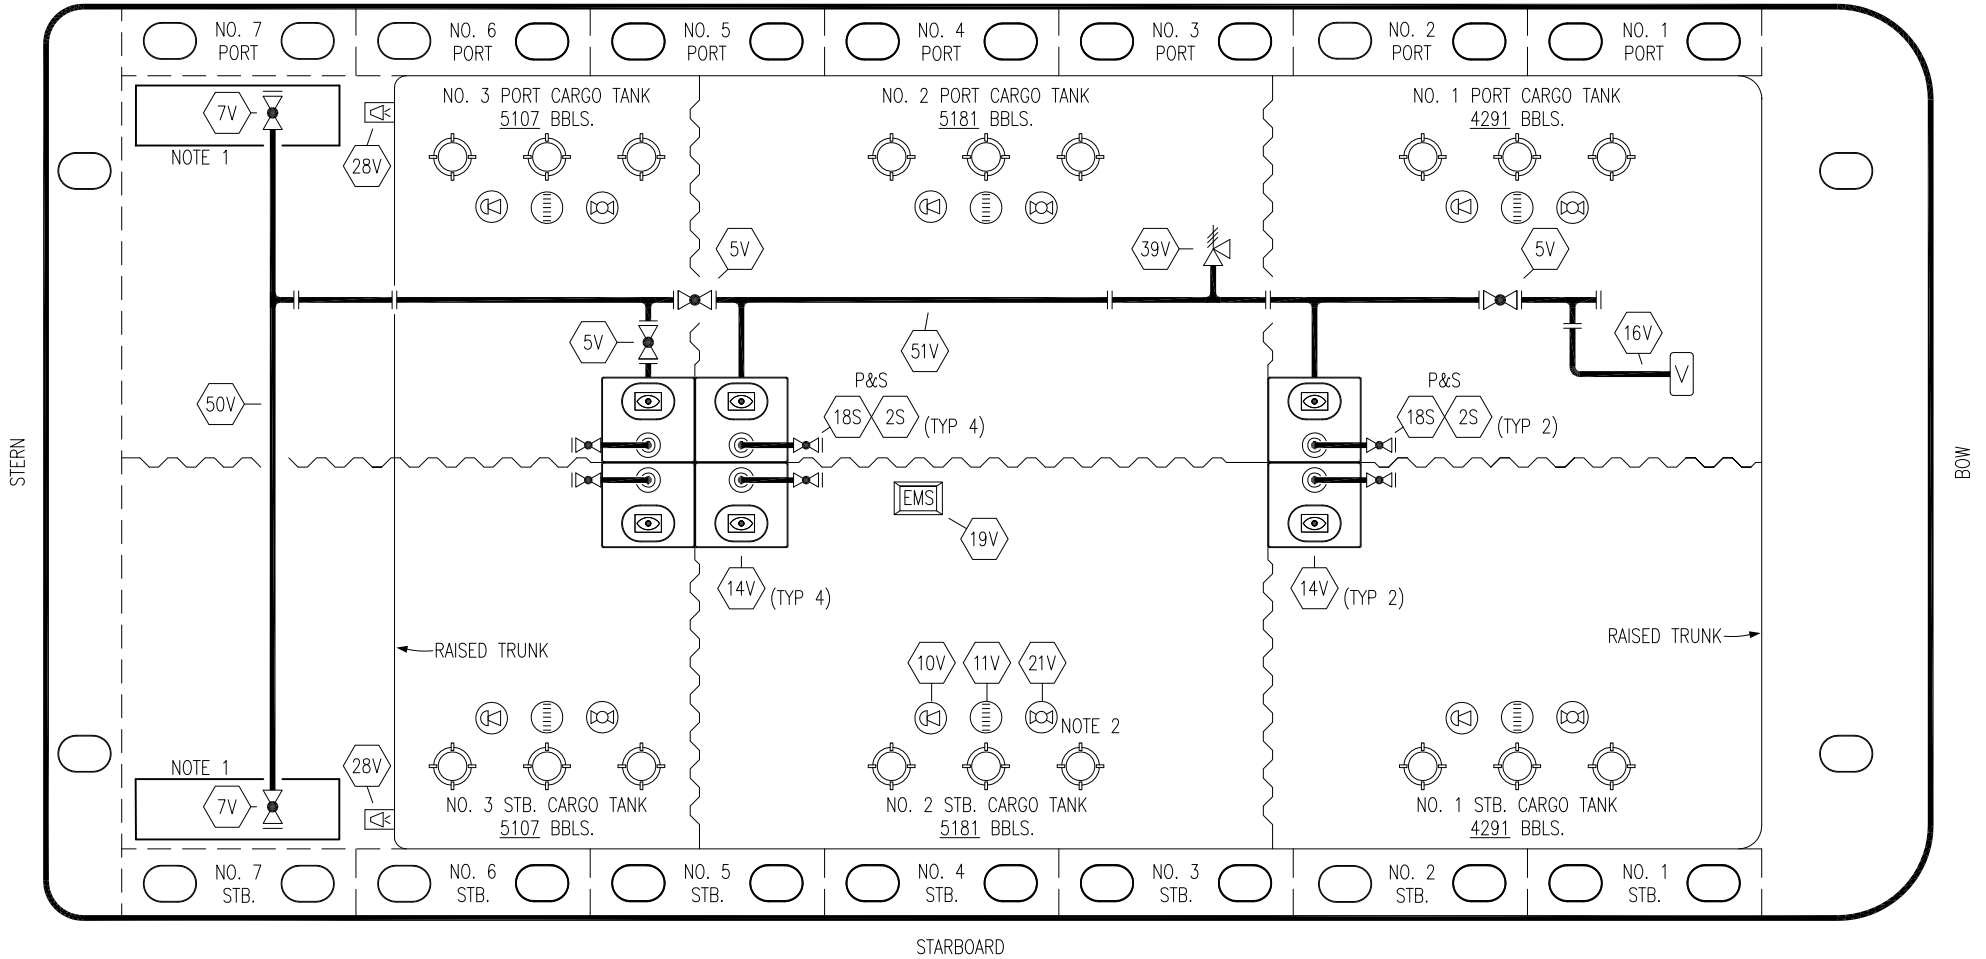 NO. 7
PORT
NO. 6
PORT
NO. 5
PORT
NO. 4
PORT
NO. 3
PORT
NO. 2
PORT
NO. 1
PORT
NO. 3 PORT CARGO TANK
5107 BBLS.
NO. 2 PORT CARGO TANK
5181 BBLS.
NO. 1 PORT CARGO TANK
4291 BBLS.
7V
NOTE 1
28V
5V
39V
5V
5V
51V
16V
V
50V
P&S
18S 2S (TYP 4)
P&S
18S 2S (TYP 2)
STERN
BOW
EMS
19V
14V (TYP 4)
14V (TYP 2)
RAISED TRUNK
RAISED TRUNK
10V 11V 21V
NOTE 2
NOTE 1
28V
7V
NO. 3 STB. CARGO TANK
5107 BBLS.
NO. 2 STB. CARGO TANK
5181 BBLS.
NO. 1 STB. CARGO TANK
4291 BBLS.
NO. 7
STB.
NO. 6
STB.
NO. 5
STB.
NO. 4
STB.
NO. 3
STB.
NO. 2
STB.
NO. 1
STB.
STARBOARD